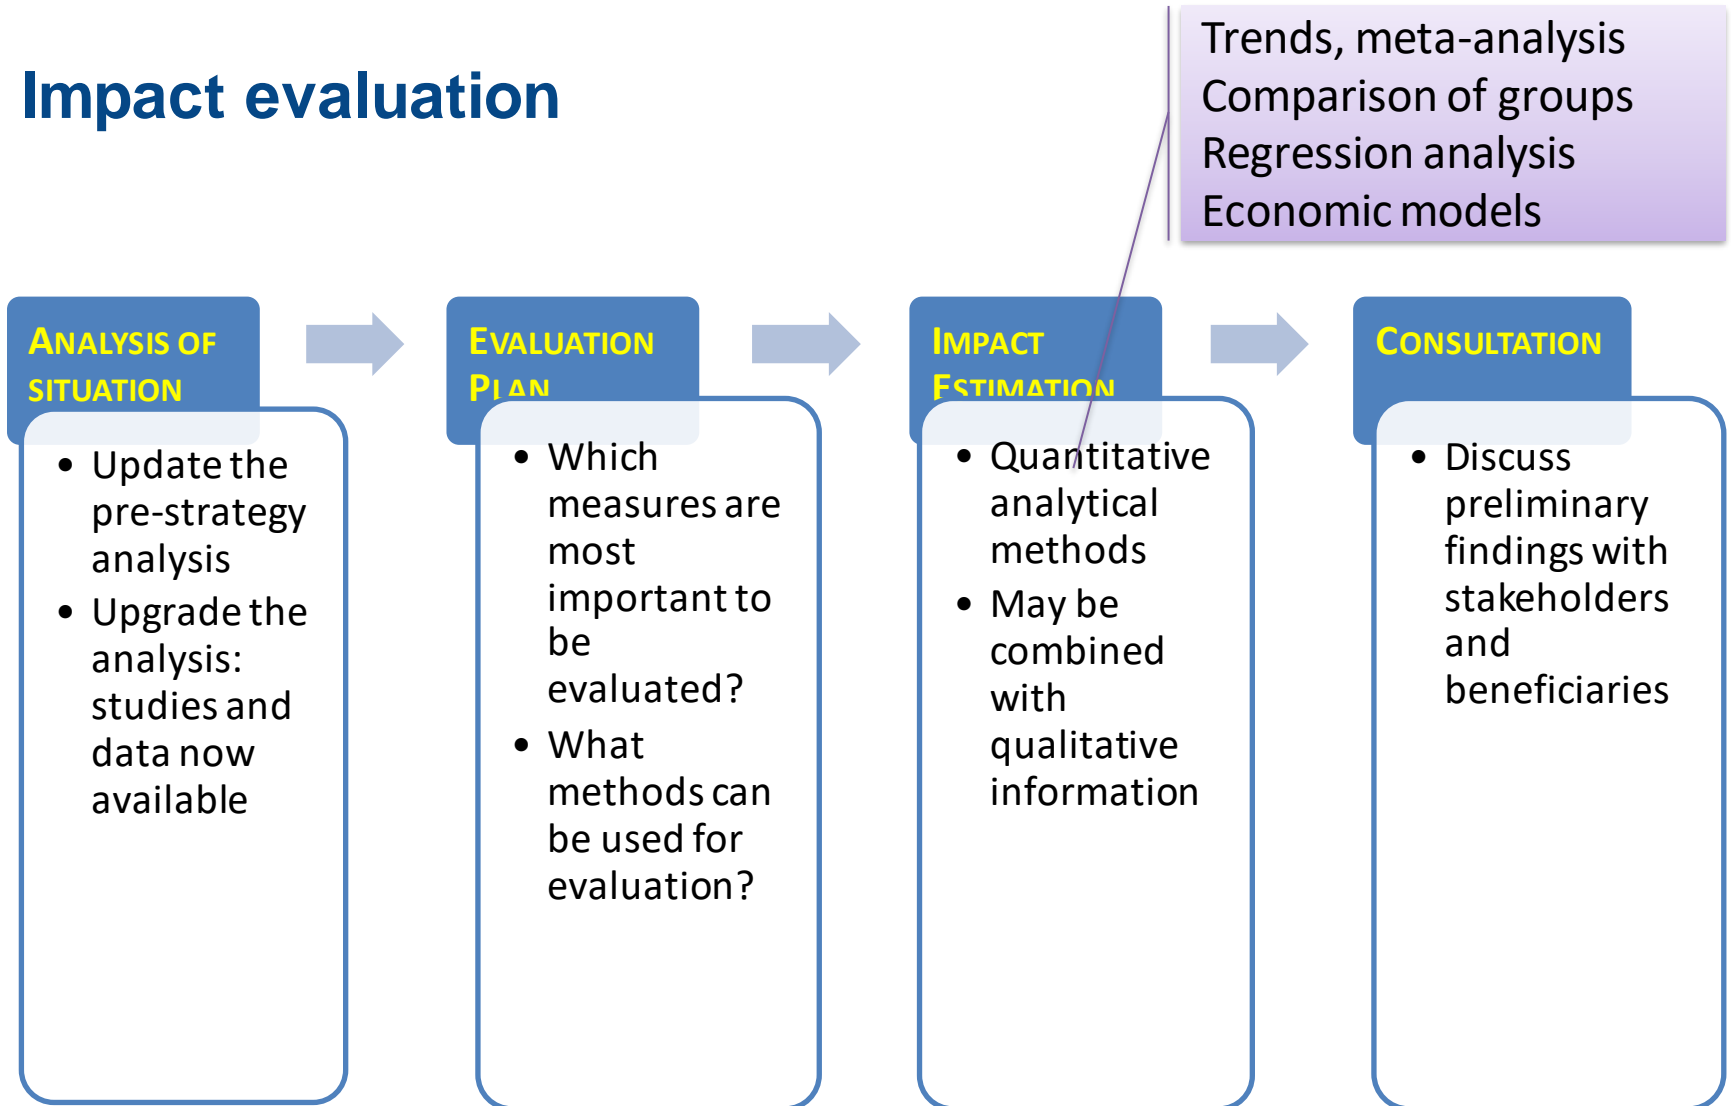 Impact evaluation
Trends, meta-analysis
Comparison of groups
Regression analysis
Economic models
ANALYSIS OF
SITUATION
• Update the
pre-strategy
analysis
• Upgrade the
analysis:
studies and
data now
available
EVALUATION
PLAN
• Which
measures are
most
important to
be
evaluated?
• What
methods can
be used for
evaluation?
IMPACT
ESTIMATION
• Quantitative
analytical
methods
• May be
combined
with
qualitative
information
CONSULTATION
• Discuss
preliminary
findings with
stakeholders
and
beneficiaries